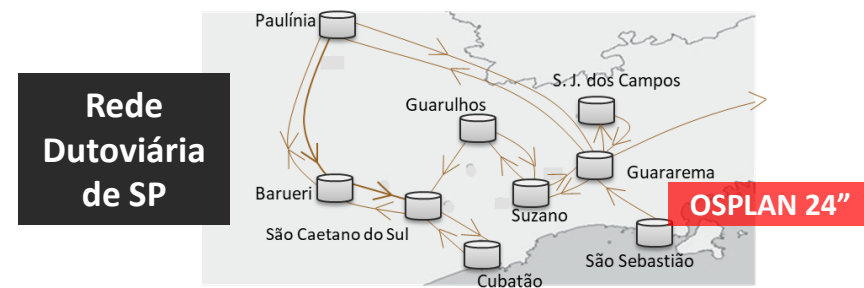 Paulínia
Rede
Dutoviária
de SP
S. J. dos Campos
Guarulhos
Guararema
Barueri
Suzano
OSPLAN 24”
São Caetano do Sul
São Sebastião
Cubatão